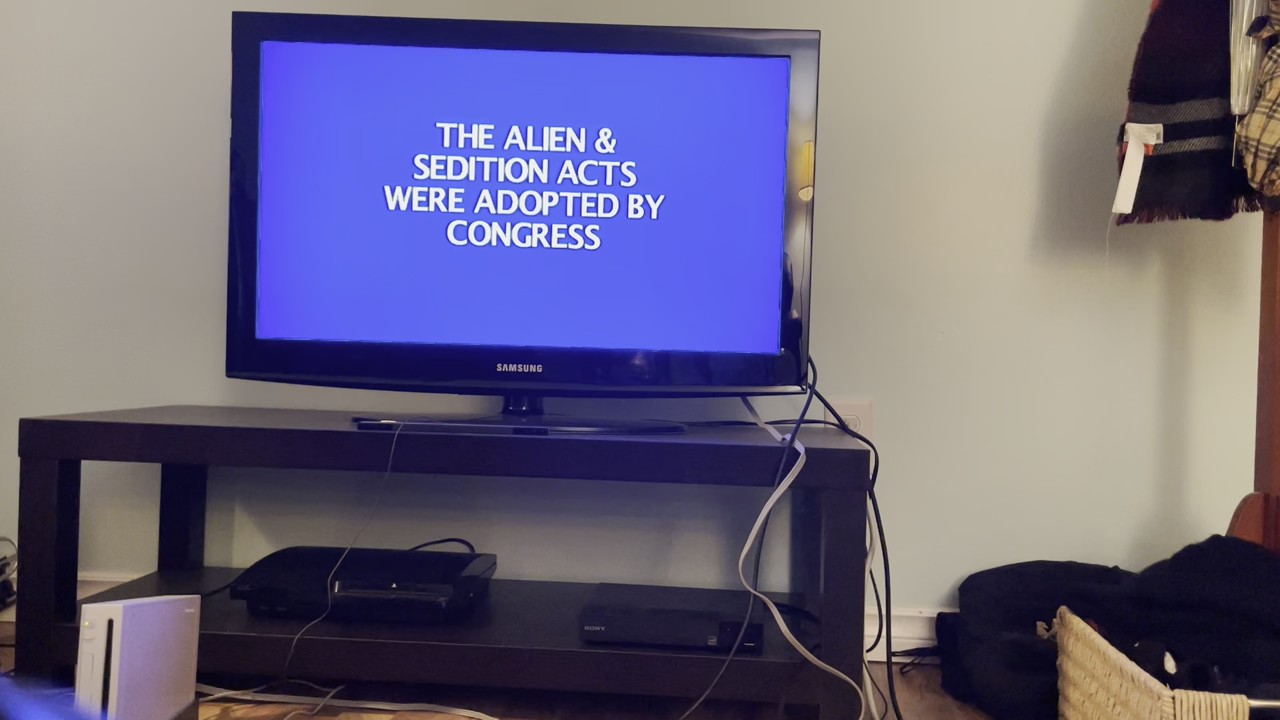 THE ALIEN &
SEDITION ACTS
WERE ADOPTED BY
CONGRESS
SAMSUNG
SONY